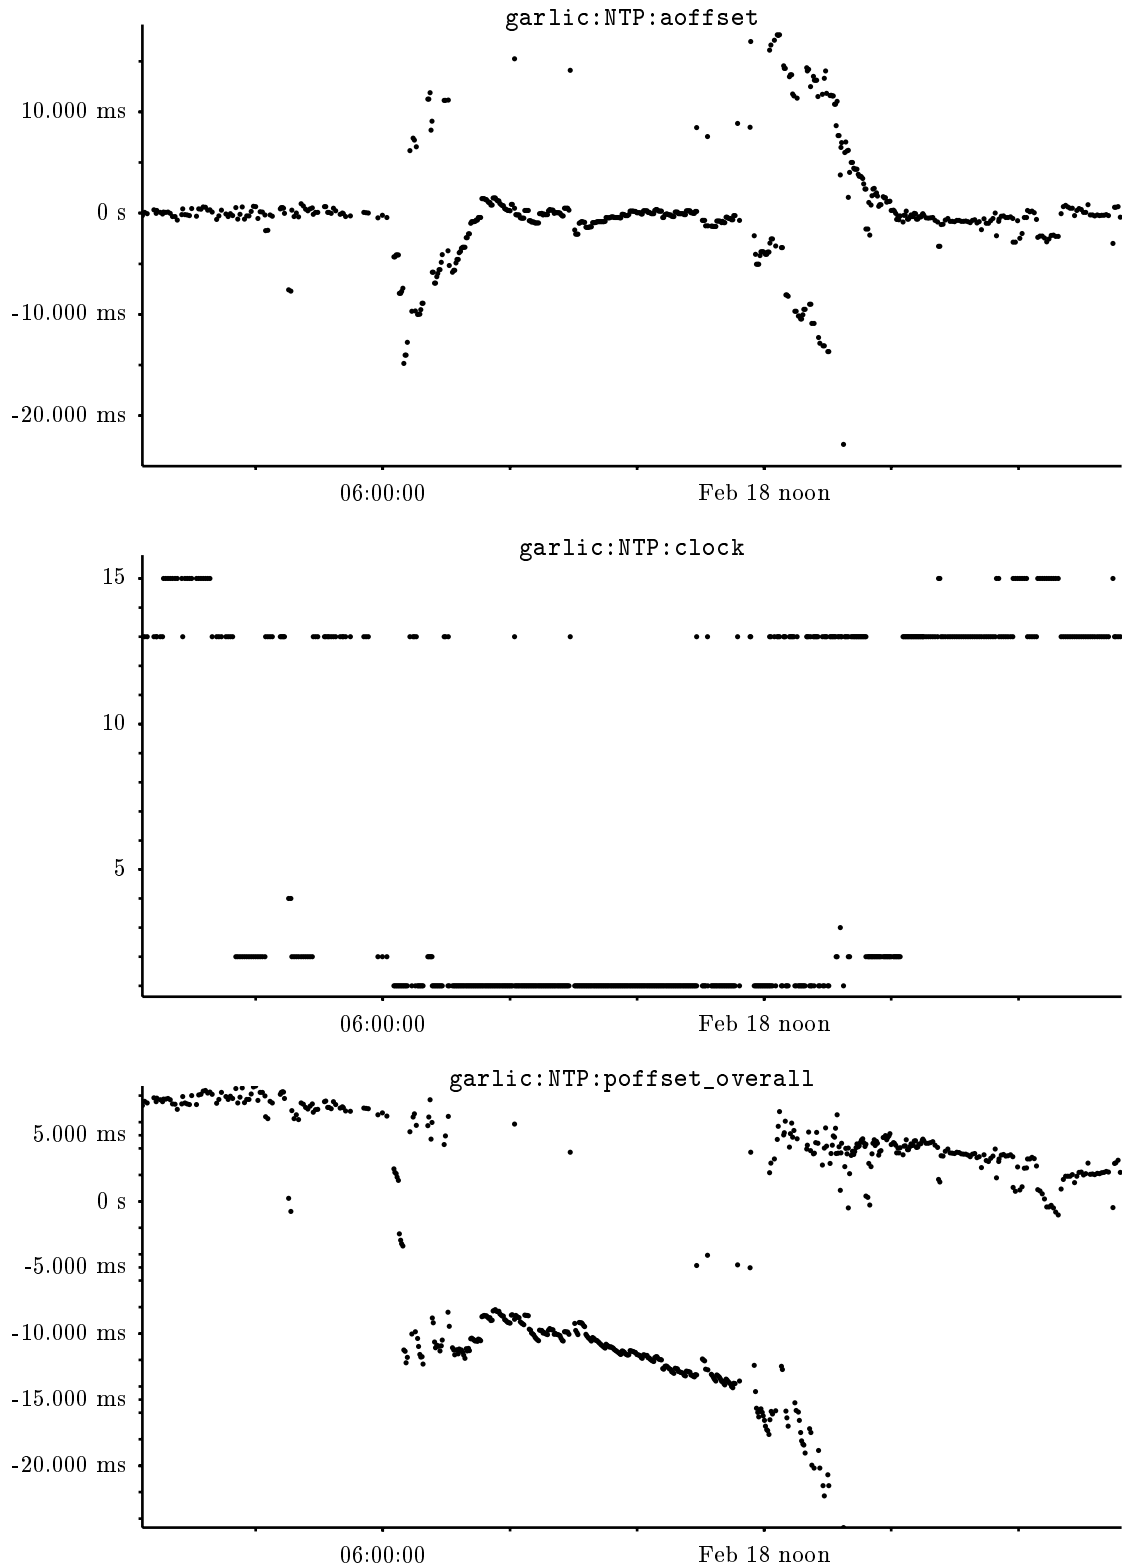 garlic:NTP:aoffset
10.000 ms
0 s
-10.000 ms
-20.000 ms
06:00:00 Feb 18 noon
garlic:NTP:clock
15
10
5
06:00:00 Feb 18 noon
garlic:NTP:poffset_overall
5.000 ms
0 s
-5.000 ms
-10.000 ms
-15.000 ms
-20.000 ms
06:00:00 Feb 18 noon